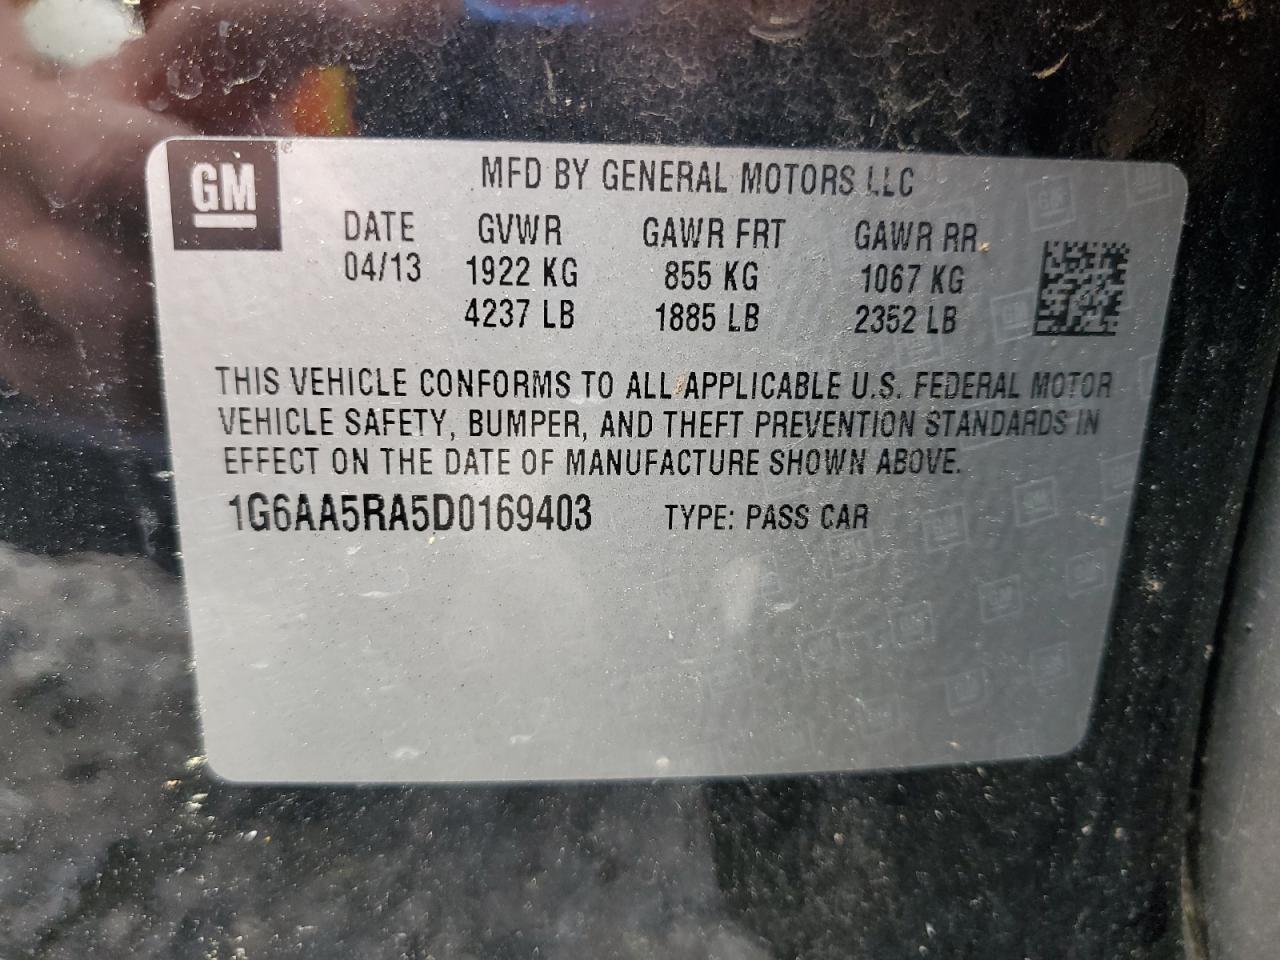 GM
MFD BY GENERAL MOTORS LLC
DATE GVWR GAWR FRT GAWR RR
04/13 1922 KG 855 KG 1067 KG
4237 LB 1885 LB 2352 LB
THIS VEHICLE CONFORMS TO ALL APPLICABLE U.S. FEDERAL MOTOR
VEHICLE SAFETY, BUMPER, AND THEFT PREVENTION STANDARDS IN
EFFECT ON THE DATE OF MANUFACTURE SHOWN ABOVE.
1G6AA5RA5D0169403 TYPE: PASS CAR